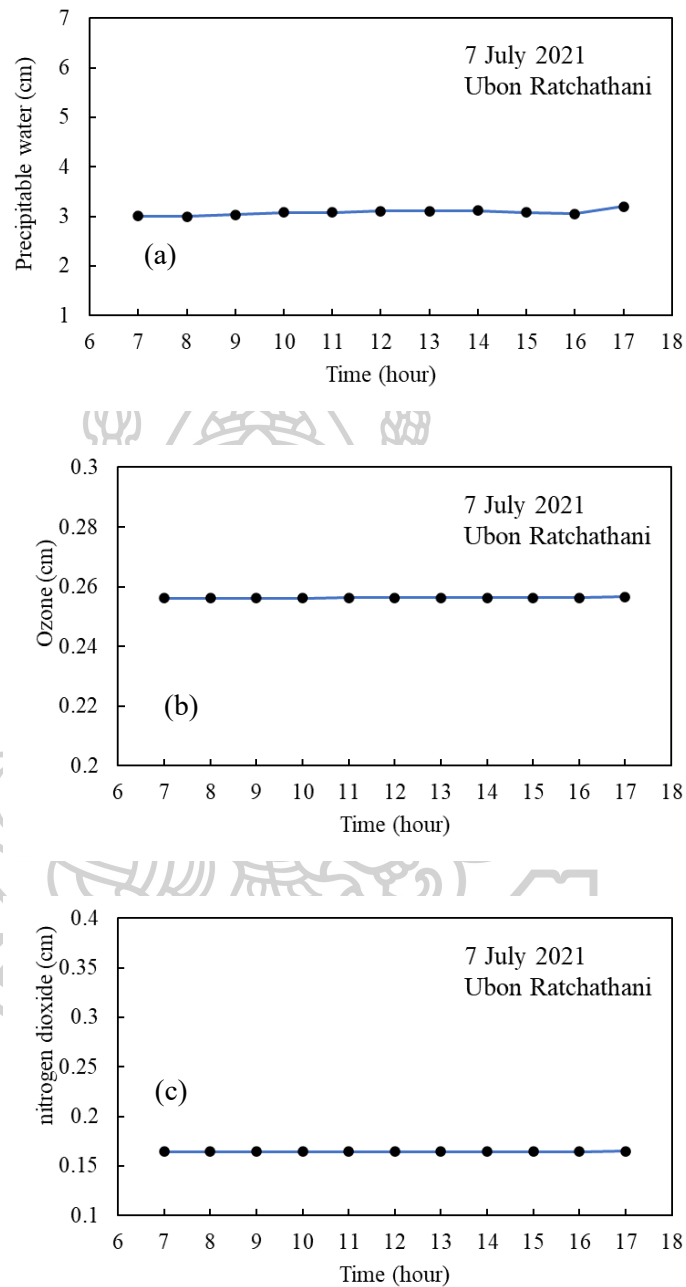 7
6
5
4
3
2
1
Precipitable water (cm)
7 July 2021
Ubon Ratchathani
(a)
6 7 8 9 10 11 12 13 14 15 16 17 18
Time (hour)
0.3
0.28
0.26
0.24
0.22
0.2
Ozone (cm)
7 July 2021
Ubon Ratchathani
(b)
6 7 8 9 10 11 12 13 14 15 16 17 18
Time (hour)
0.4
0.35
0.3
0.25
0.2
0.15
0.1
nitrogen dioxide (cm)
7 July 2021
Ubon Ratchathani
(c)
6 7 8 9 10 11 12 13 14 15 16 17 18
Time (hour)